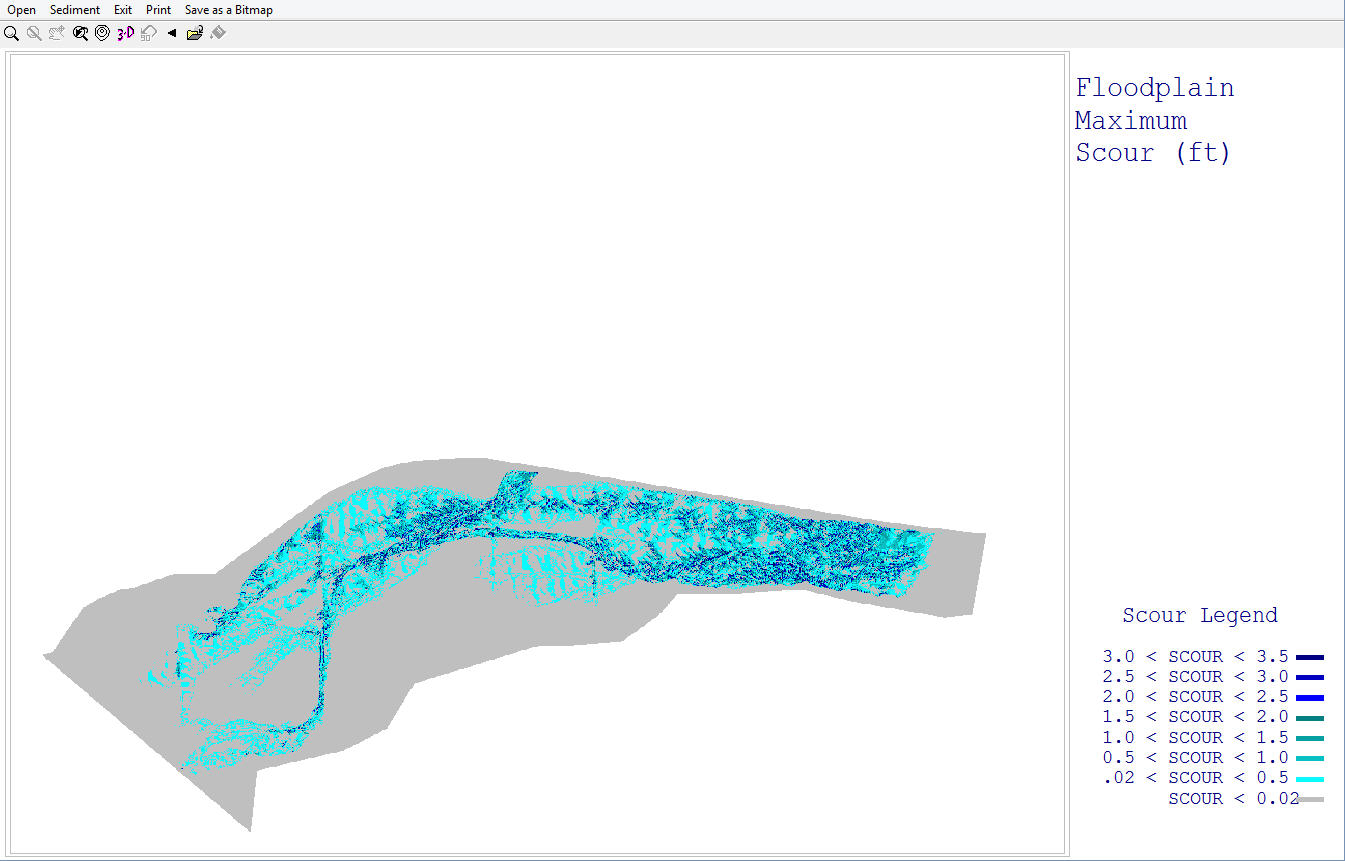 Open Sediment Exit Print Save as a Bitmap
3-D
Floodplain
Maximum
Scour (ft)
Scour Legend
3.0 < SCOUR < 3.5
2.5 < SCOUR < 3.0
2.0 < SCOUR < 2.5
1.5 < SCOUR < 2.0
1.0 < SCOUR < 1.5
0.5 < SCOUR < 1.0
.02 < SCOUR < 0.5
SCOUR < 0.02